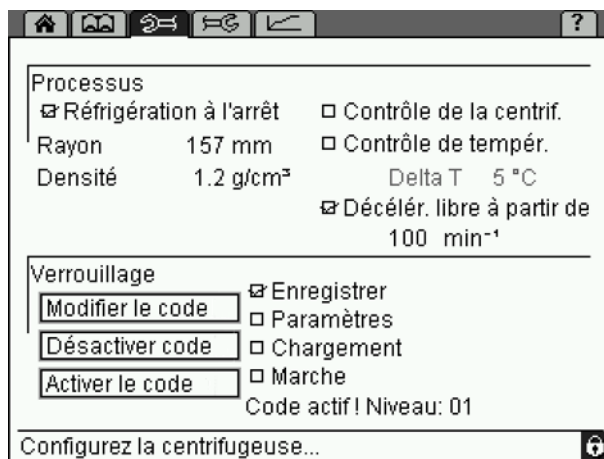 ?
Processus
Réfrigération à l'arrêt
Contrôle de la centrif.
Rayon 157 mm
Contrôle de tempér.
Densité 1.2 g/cm³
Delta T 5 °C
Décélér. libre à partir de
100 min⁻¹
Verrouillage
Modifier le code
Enregistrer
Paramètres
Désactiver code
Chargement
Activer le code
Marche
Code actif ! Niveau: 01
Configurez la centrifugeuse...